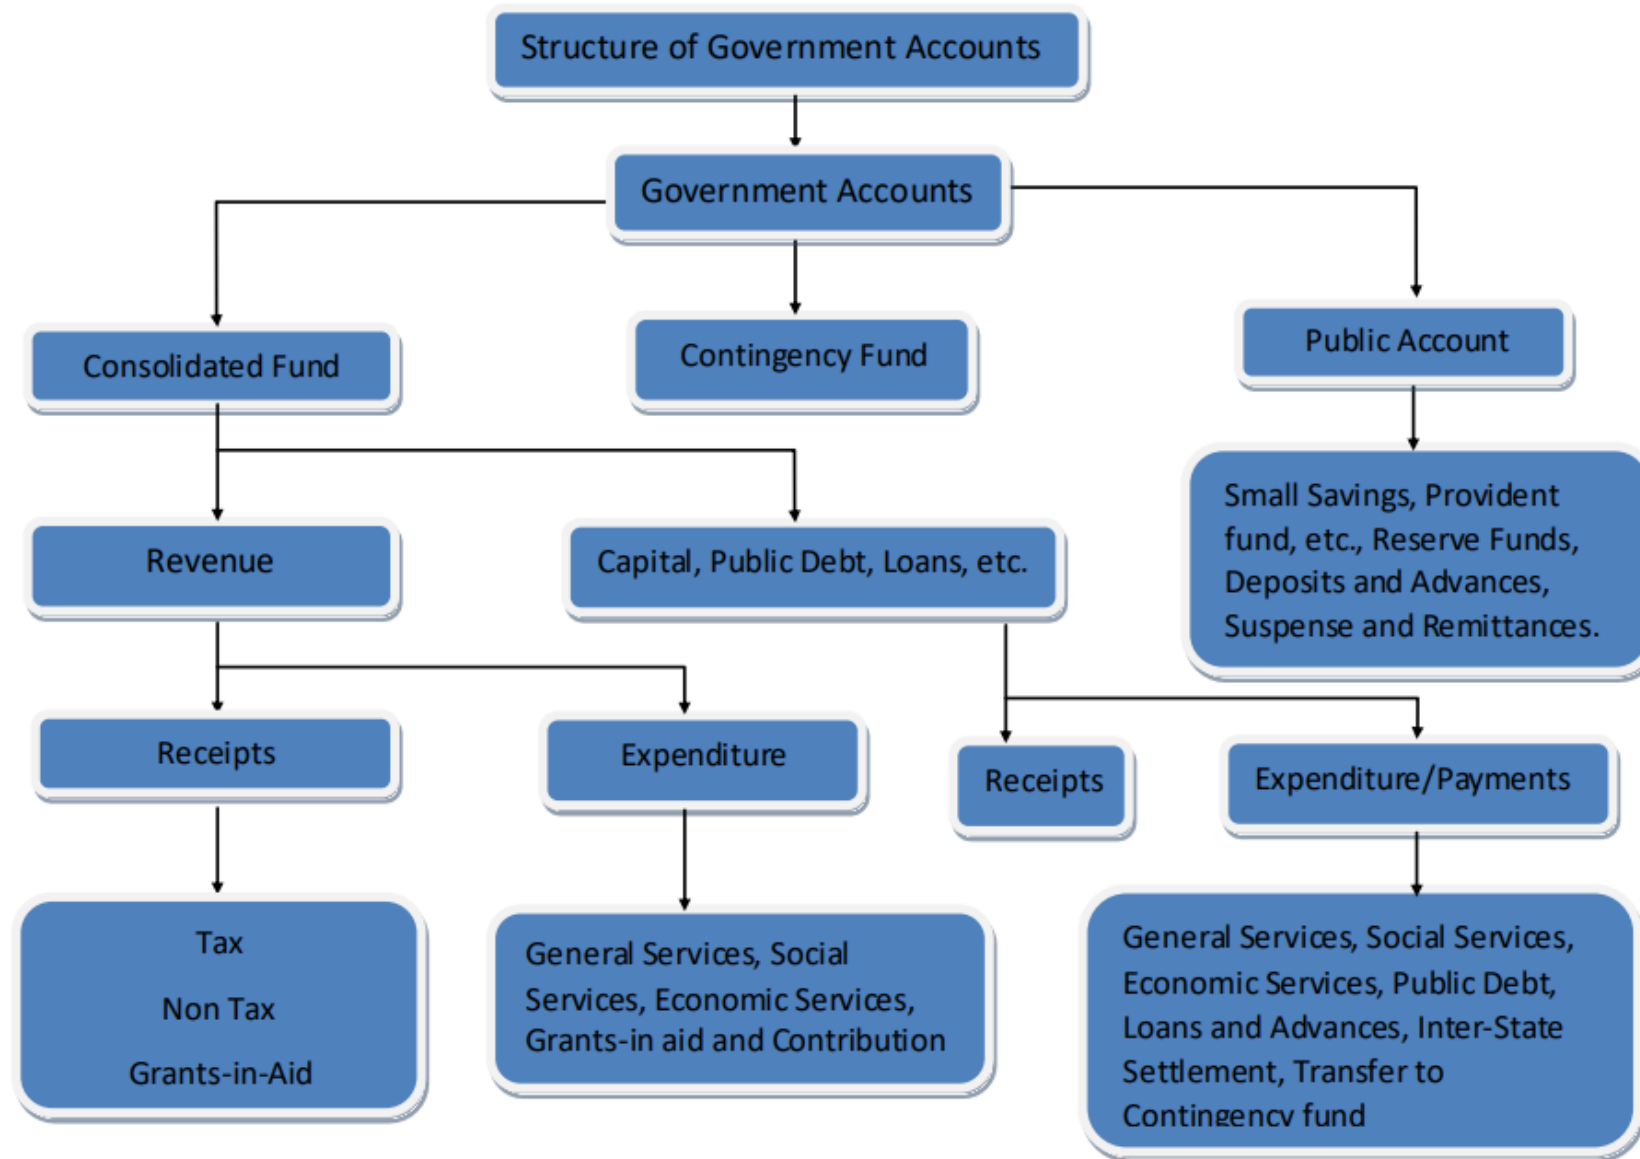 Structure of Government Accounts
Government Accounts
Consolidated Fund
Contingency Fund
Public Account
Revenue
Capital, Public Debt, Loans, etc.
Small Savings, Provident
fund, etc., Reserve Funds,
Deposits and Advances,
Suspense and Remittances.
Receipts
Expenditure
Receipts
Expenditure/Payments
Tax
Non Tax
Grants-in-Aid
General Services, Social
Services, Economic Services,
Grants-in aid and Contribution
General Services, Social Services,
Economic Services, Public Debt,
Loans and Advances, Inter-State
Settlement, Transfer to
Contingency fund